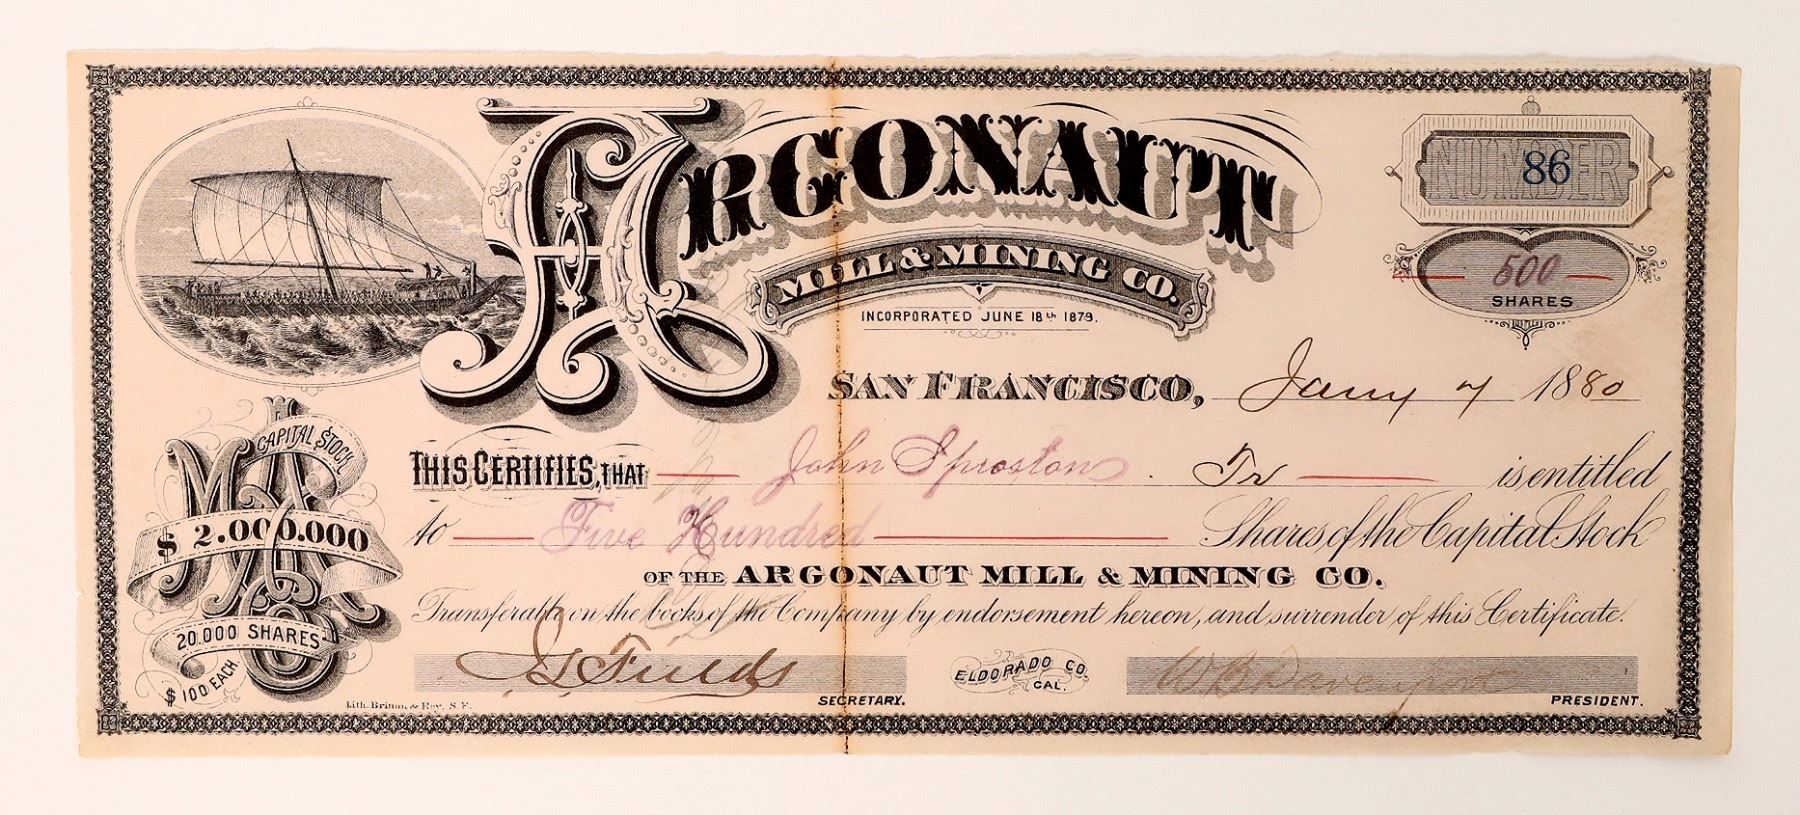 ARGONAUT
MILL & MINING CO.
INCORPORATED JUNE 18th 1879.
NUMBER 86
500
SHARES
SAN FRANCISCO, Jany 7 1880
THIS CERTIFIES, THAT John Sproston Tr is entitled
to Five Hundred Shares of the Capital Stock
OF THE ARGONAUT MILL & MINING CO.
Transferable on the books of the Company by endorsement hereon, and surrender of this Certificate.
CAPITAL STOCK
MAC
$ 2.000.000
20.000 SHARES
$ 100 EACH
Lith. Britton & Rey, S.F.
SECRETARY.
ELDORADO CO.
CAL.
W B Davenport
PRESIDENT.